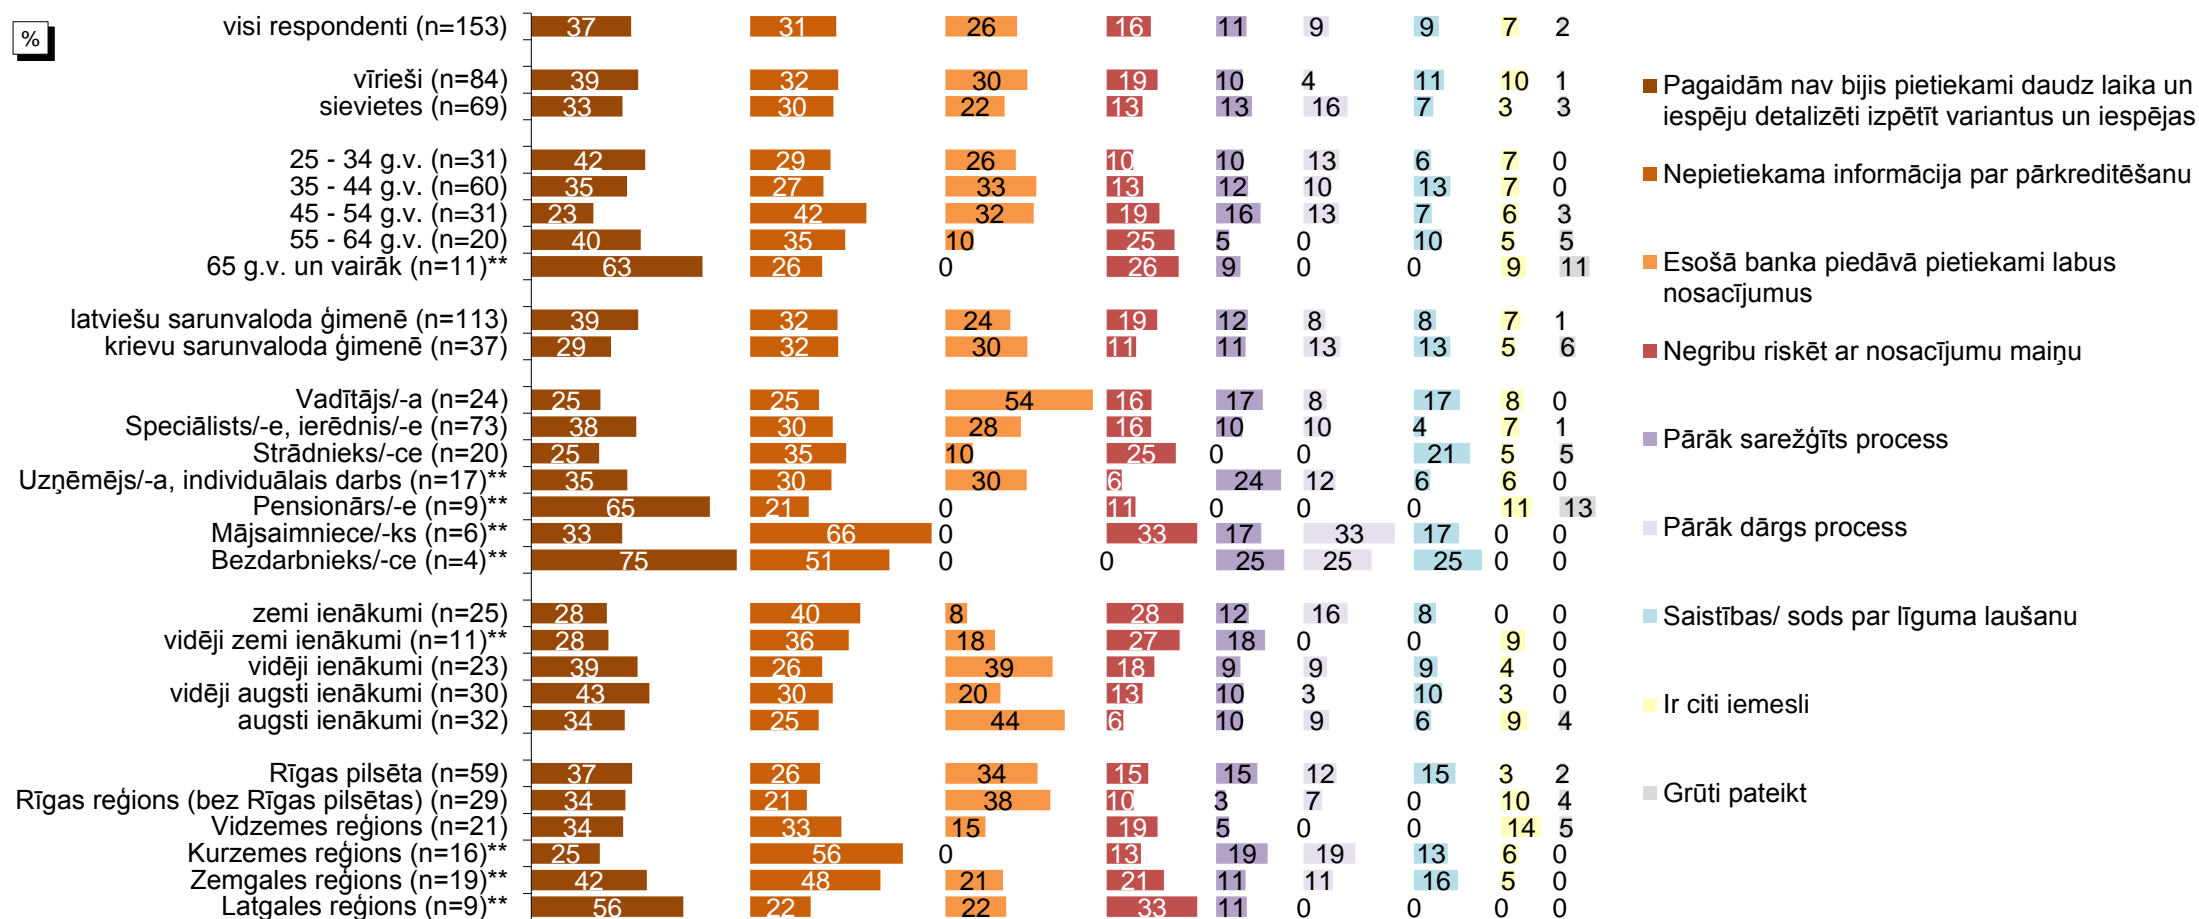 %
visi respondenti (n=153) 37 31 26 16 11 9 9 7 2
vīrieši (n=84) 39 32 30 19 10 4 11 10 1
sievietes (n=69) 33 30 22 13 13 16 7 3 3
25 - 34 g.v. (n=31) 42 29 26 10 10 13 6 7 0
35 - 44 g.v. (n=60) 35 27 33 13 12 10 13 7 0
45 - 54 g.v. (n=31) 23 42 32 19 16 13 7 6 3
55 - 64 g.v. (n=20) 40 35 10 25 5 0 10 5 5
65 g.v. un vairāk (n=11)** 63 26 0 26 9 0 0 9 11
latviešu sarunvaloda ģimenē (n=113) 39 32 24 19 12 8 8 7 1
krievu sarunvaloda ģimenē (n=37) 29 32 30 11 11 13 13 5 6
Vadītājs/-a (n=24) 25 25 54 16 17 8 17 8 0
Speciālists/-e, ierēdnis/-e (n=73) 38 30 28 16 10 10 4 7 1
Strādnieks/-ce (n=20) 25 35 10 25 0 0 21 5 5
Uzņēmējs/-a, individuālais darbs (n=17)** 35 30 30 6 24 12 6 6 0
Pensionārs/-e (n=9)** 65 21 0 11 0 0 0 11 13
Mājsaimniece/-ks (n=6)** 33 66 0 33 17 33 17 0 0
Bezdarbnieks/-ce (n=4)** 75 51 0 0 25 25 25 0 0
zemi ienākumi (n=25) 28 40 8 28 12 16 8 0 0
vidēji zemi ienākumi (n=11)** 28 36 18 27 18 0 0 9 0
vidēji ienākumi (n=23) 39 26 39 18 9 9 9 4 0
vidēji augsti ienākumi (n=30) 43 30 20 13 10 3 10 3 0
augsti ienākumi (n=32) 34 25 44 6 10 9 6 9 4
Rīgas pilsēta (n=59) 37 26 34 15 15 12 15 3 2
Rīgas reģions (bez Rīgas pilsētas) (n=29) 34 21 38 10 3 7 0 10 4
Vidzemes reģions (n=21) 34 33 15 19 5 0 0 14 5
Kurzemes reģions (n=16)** 25 56 0 13 19 19 13 6 0
Zemgales reģions (n=19)** 42 48 21 21 11 11 16 5 0
Latgales reģions (n=9)** 56 22 22 33 11 0 0 0 0
Pagaidām nav bijis pietiekami daudz laika un
iespēju detalizēti izpētīt variantus un iespējas
Nepietiekama informācija par pārkreditēšanu
Esošā banka piedāvā pietiekami labus
nosacījumus
Negribu riskēt ar nosacījumu maiņu
Pārāk sarežģīts process
Pārāk dārgs process
Saistības/ sods par līguma laušanu
Ir citi iemesli
Grūti pateikt